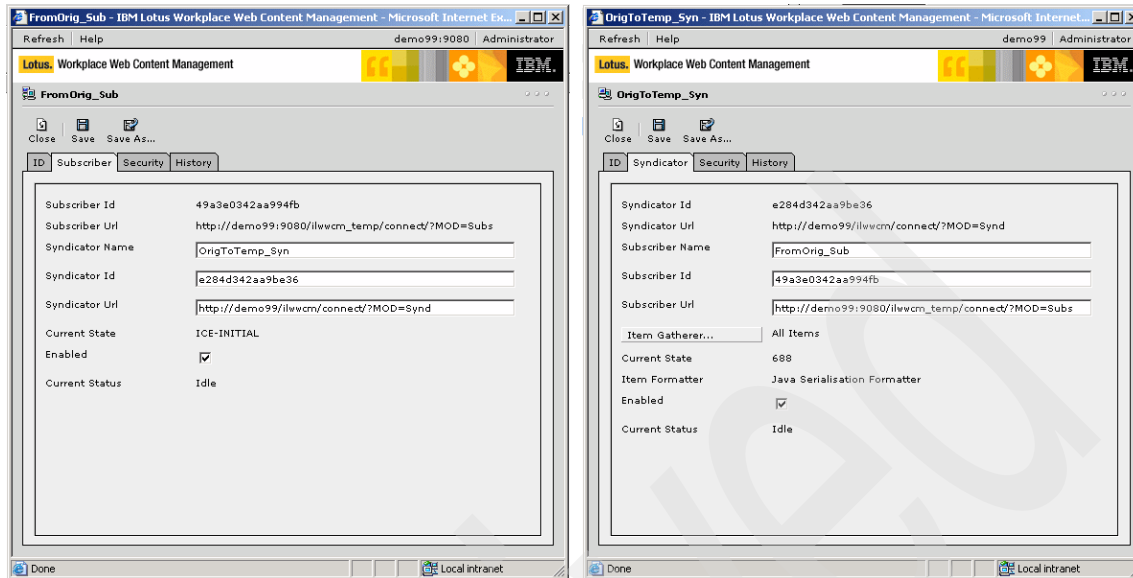 FromOrig_Sub - IBM Lotus Workplace Web Content Management - Microsoft Internet Ex...
Refresh Help demo99:9080 Administrator
Lotus. Workplace Web Content Management IBM.
FromOrig_Sub
Close Save Save As...
ID Subscriber Security History
Subscriber Id 49a3e0342aa994fb
Subscriber Url http://demo99:9080/ilwwcm_temp/connect/?MOD=Subs
Syndicator Name OrigToTemp_Syn
Syndicator Id e284d342aa9be36
Syndicator Url http://demo99/ilwwcm/connect/?MOD=Synd
Current State ICE-INITIAL
Enabled
Current Status Idle
Done Local intranet
OrigToTemp_Syn - IBM Lotus Workplace Web Content Management - Microsoft Internet...
Refresh Help demo99 Administrator
Lotus. Workplace Web Content Management IBM.
OrigToTemp_Syn
Close Save Save As...
ID Syndicator Security History
Syndicator Id e284d342aa9be36
Syndicator Url http://demo99/ilwwcm/connect/?MOD=Synd
Subscriber Name FromOrig_Sub
Subscriber Id 49a3e0342aa994fb
Subscriber Url http://demo99:9080/ilwwcm_temp/connect/?MOD=Subs
Item Gatherer... All Items
Current State 688
Item Formatter Java Serialisation Formatter
Enabled
Current Status Idle
Done Local intranet